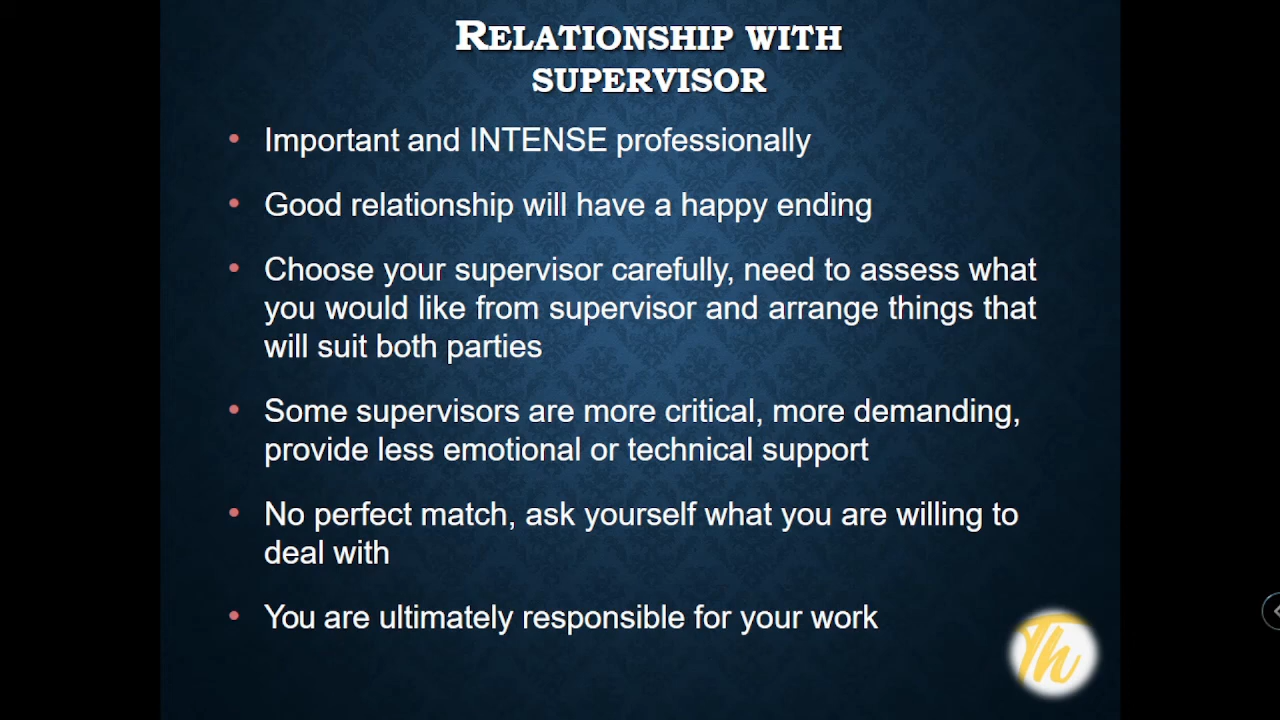 RELATIONSHIP WITH
SUPERVISOR
• Important and INTENSE professionally
• Good relationship will have a happy ending
• Choose your supervisor carefully, need to assess what
you would like from supervisor and arrange things that
will suit both parties
• Some supervisors are more critical, more demanding,
provide less emotional or technical support
• No perfect match, ask yourself what you are willing to
deal with
• You are ultimately responsible for your work
Th